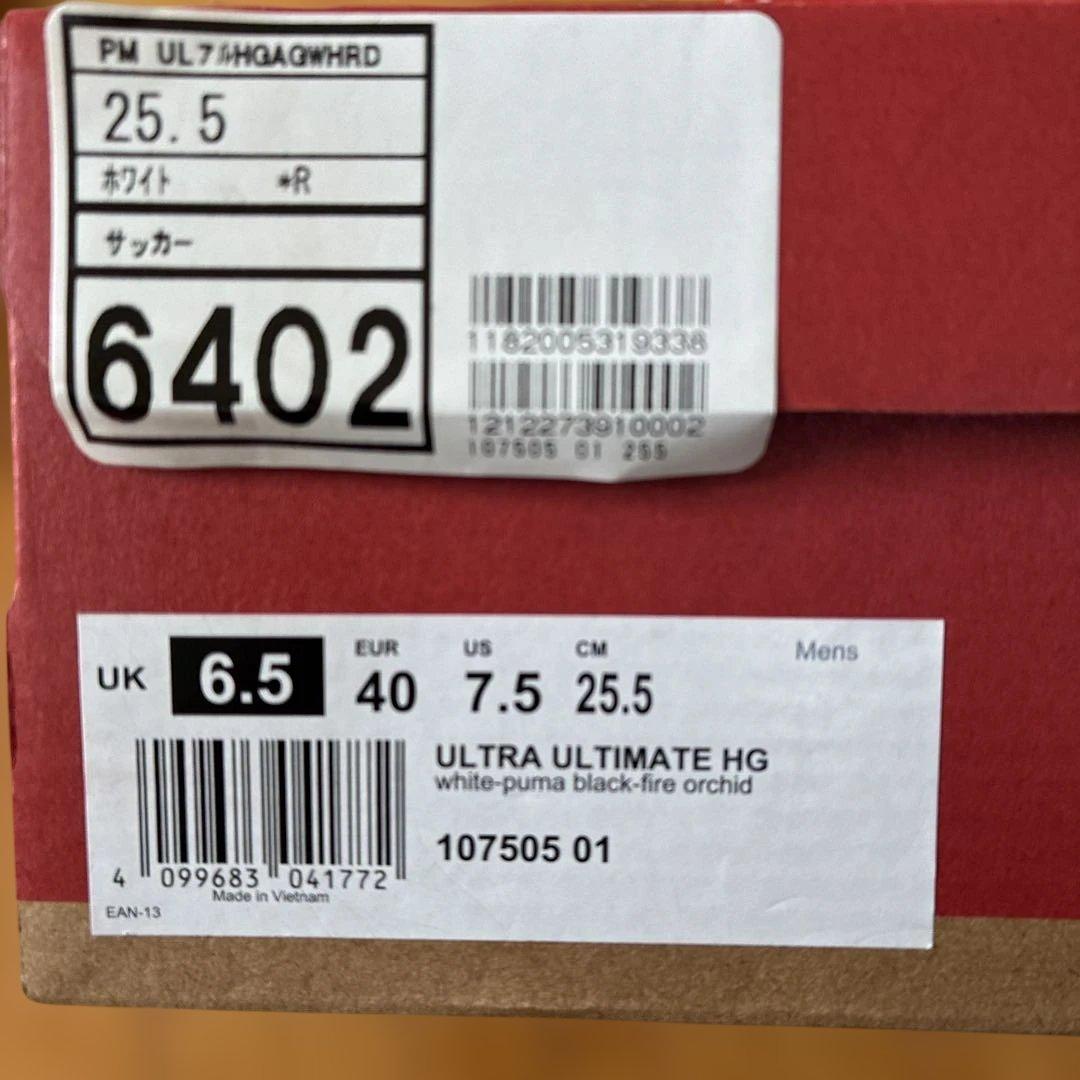 PM ULアルHGAGWHRD
25.5
ホワイト *R
サッカー
6402
1182005319338
1212273910002
107505 01 255
UK 6.5 EUR 40 US 7.5 CM 25.5 Mens
ULTRA ULTIMATE HG
white-puma black-fire orchid
107505 01
4 099683 041772
Made in Vietnam
EAN-13